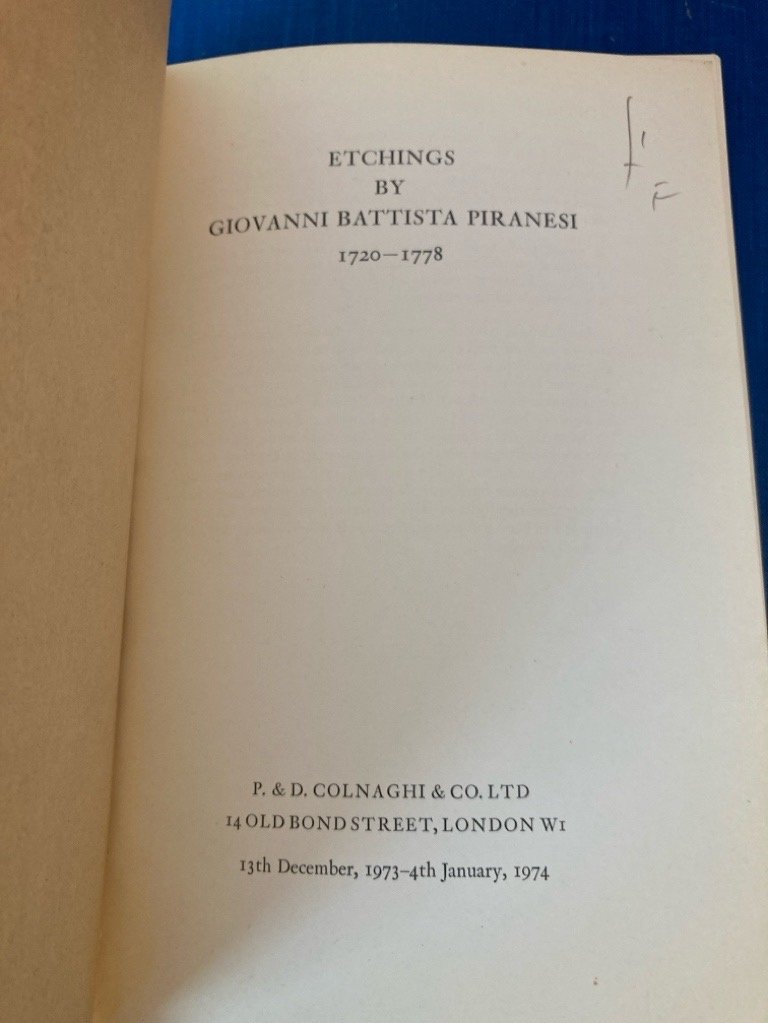 ETCHINGS
BY
GIOVANNI BATTISTA PIRANESI
1720–1778
P. & D. COLNAGHI & CO. LTD
14 OLD BOND STREET, LONDON W1
13th December, 1973–4th January, 1974